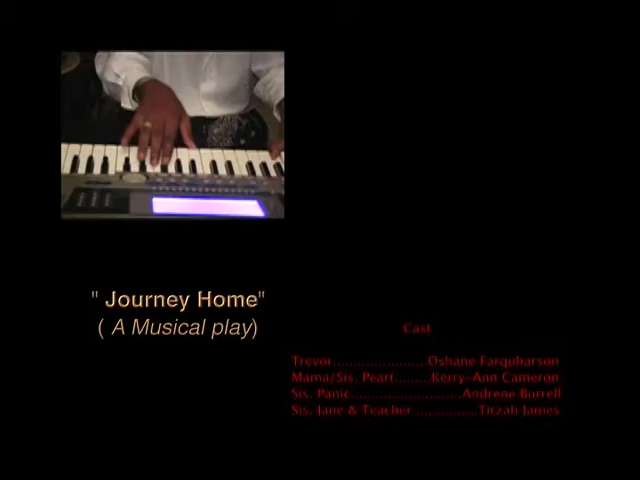 " Journey Home"
( A Musical play)
Cast
Trevor........................Oshane Farquharson
Mama/Sis. Peart.........Kerry-Ann Cameron
Sis. Panic............................Andrene Burrell
Sis. Jane & Teacher................Tirzah James